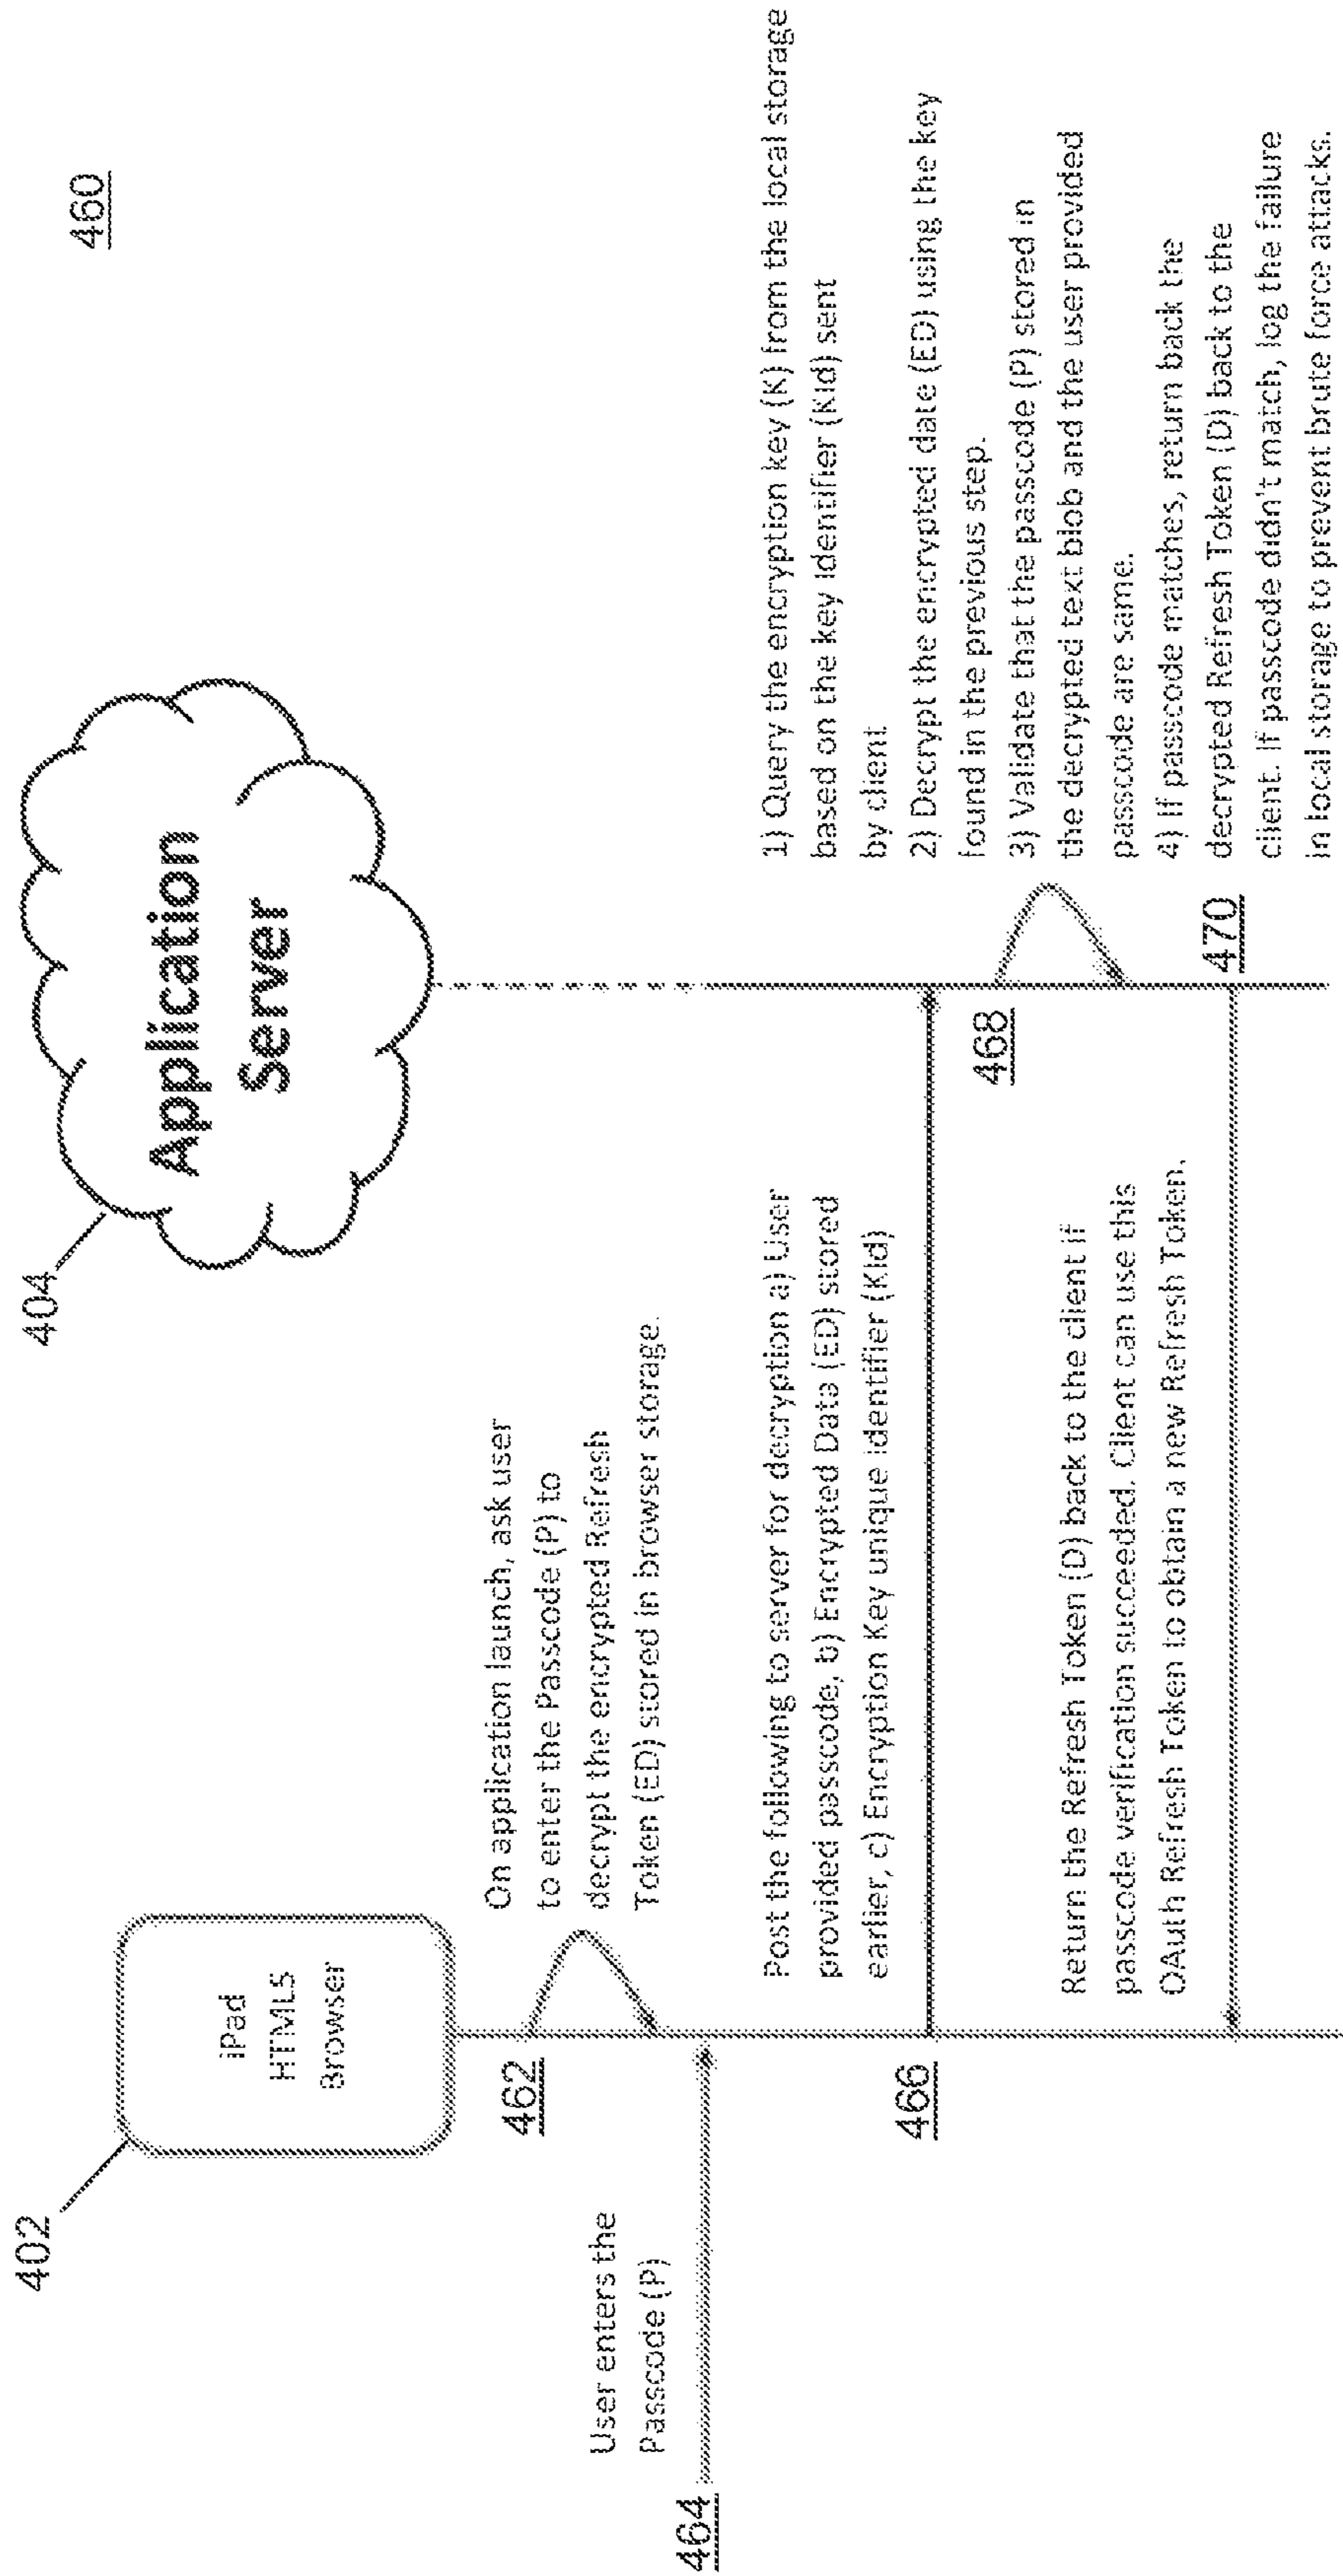 460
402
iPad
HTML5
Browser
404
Application
Server
462
On application launch, ask user
to enter the Passcode (P) to
decrypt the encrypted Refresh
Token (ED) stored in browser storage.
User enters the
Passcode (P)
464
Post the following to server for decryption a) User
provided passcode, b) Encrypted Date (ED) stored
earlier, c) Encryption Key unique identifier (KId)
466
468
1) Query the encryption key (K) from the local storage
based on the key identifier (KId) sent
by client
2) Decrypt the encrypted date (ED) using the key
found in the previous step.
3) Validate that the passcode (P) stored in
the decrypted text blob and the user provided
passcode are same.
4) If passcode matches, return back the
decrypted Refresh Token (D) back to the
client. If passcode didn't match, log the failure
in local storage to prevent brute force attacks.
Return the Refresh Token (D) back to the client if
passcode verification succeeded. Client can use this
OAuth Refresh Token to obtain a new Refresh Token.
470